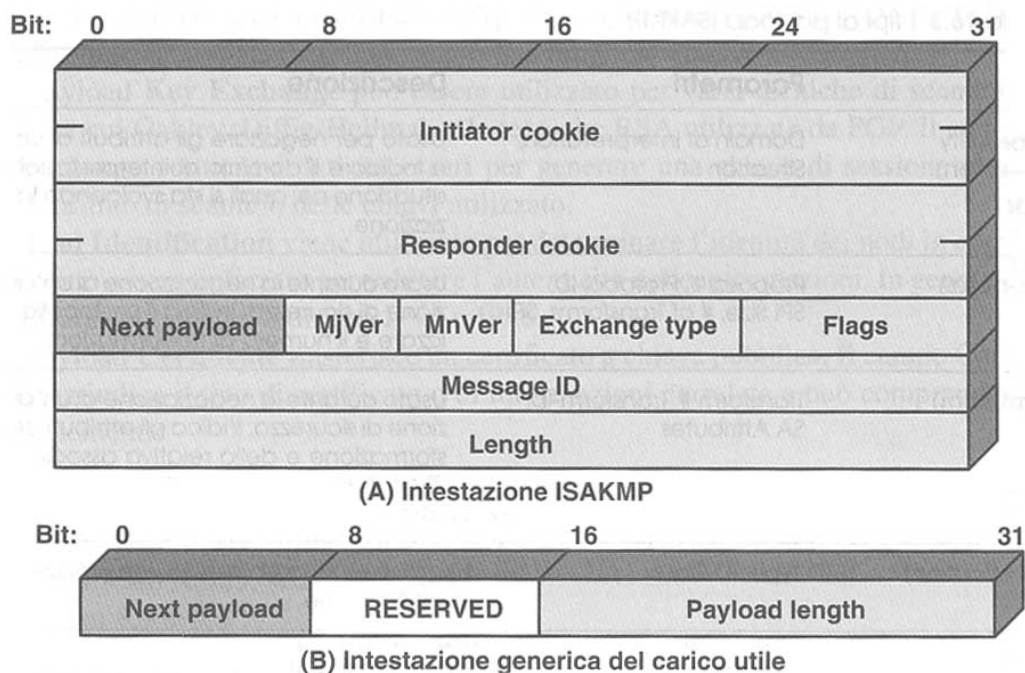 Bit: 0 8 16 24 31
Initiator cookie
Responder cookie
Next payload MjVer MnVer Exchange type Flags
Message ID
Length
(A) Intestazione ISAKMP
Bit: 0 8 16 31
Next payload RESERVED Payload length
(B) Intestazione generica del carico utile